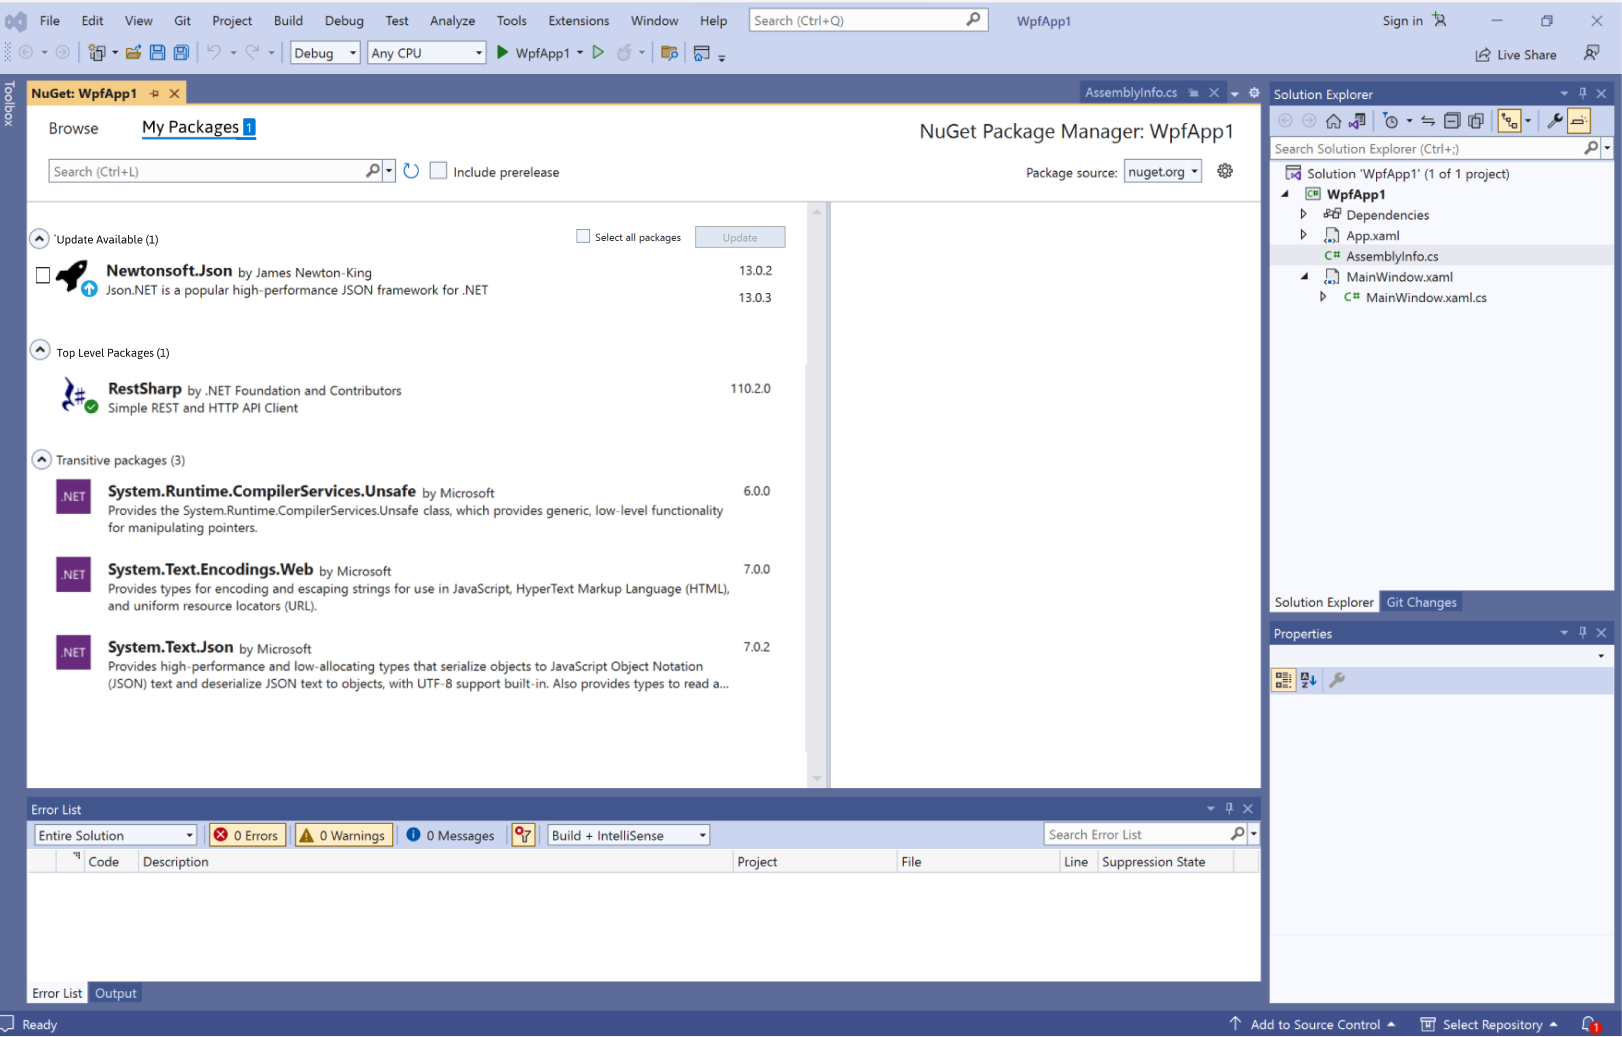 File Edit View Git Project Build Debug Test Analyze Tools Extensions Window Help Search (Ctrl+Q) WpfApp1 Sign in
Debug Any CPU WpfApp1 Live Share
Toolbox
NuGet: WpfApp1 AssemblyInfo.cs
Browse My Packages 1 NuGet Package Manager: WpfApp1
Search (Ctrl+L) Include prerelease Package source: nuget.org
Update Available (1) Select all packages Update
Newtonsoft.Json by James Newton-King 13.0.2
Json.NET is a popular high-performance JSON framework for .NET 13.0.3
Top Level Packages (1)
RestSharp by .NET Foundation and Contributors 110.2.0
Simple REST and HTTP API Client
Transitive packages (3)
.NET System.Runtime.CompilerServices.Unsafe by Microsoft 6.0.0
Provides the System.Runtime.CompilerServices.Unsafe class, which provides generic, low-level functionality
for manipulating pointers.
.NET System.Text.Encodings.Web by Microsoft 7.0.0
Provides types for encoding and escaping strings for use in JavaScript, HyperText Markup Language (HTML),
and uniform resource locators (URL).
.NET System.Text.Json by Microsoft 7.0.2
Provides high-performance and low-allocating types that serialize objects to JavaScript Object Notation
(JSON) text and deserialize JSON text to objects, with UTF-8 support built-in. Also provides types to read a...
Solution Explorer
Search Solution Explorer (Ctrl+;)
Solution 'WpfApp1' (1 of 1 project)
C# WpfApp1
Dependencies
App.xaml
C# AssemblyInfo.cs
MainWindow.xaml
C# MainWindow.xaml.cs
Solution Explorer Git Changes
Properties
Error List
Entire Solution 0 Errors 0 Warnings 0 Messages Build + IntelliSense Search Error List
Code Description Project File Line Suppression State
Error List Output
Ready Add to Source Control Select Repository 1